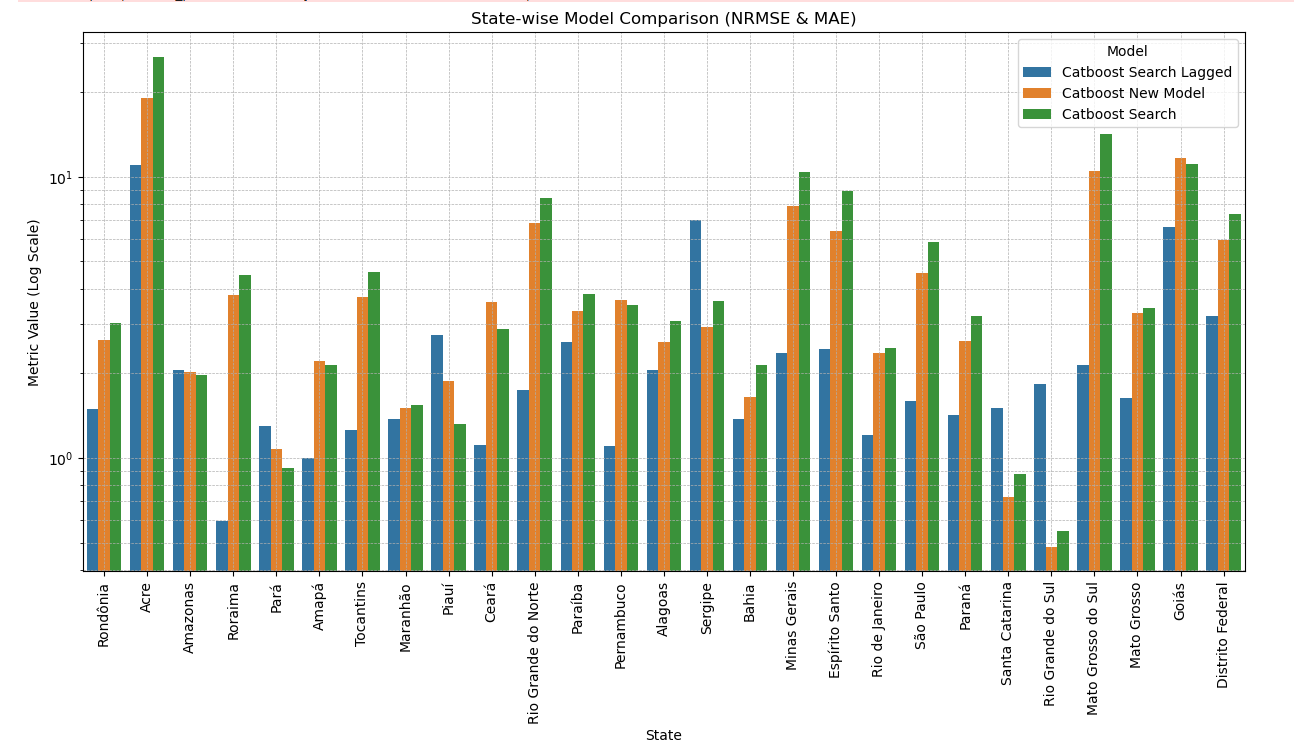 State-wise Model Comparison (NRMSE & MAE)
Model
Catboost Search Lagged
Catboost New Model
Catboost Search
Metric Value (Log Scale)
10¹
10⁰
Rondônia
Acre
Amazonas
Roraima
Pará
Amapá
Tocantins
Maranhão
Piauí
Ceará
Rio Grande do Norte
Paraíba
Pernambuco
Alagoas
Sergipe
Bahia
Minas Gerais
Espírito Santo
Rio de Janeiro
São Paulo
Paraná
Santa Catarina
Rio Grande do Sul
Mato Grosso do Sul
Mato Grosso
Goiás
Distrito Federal
State